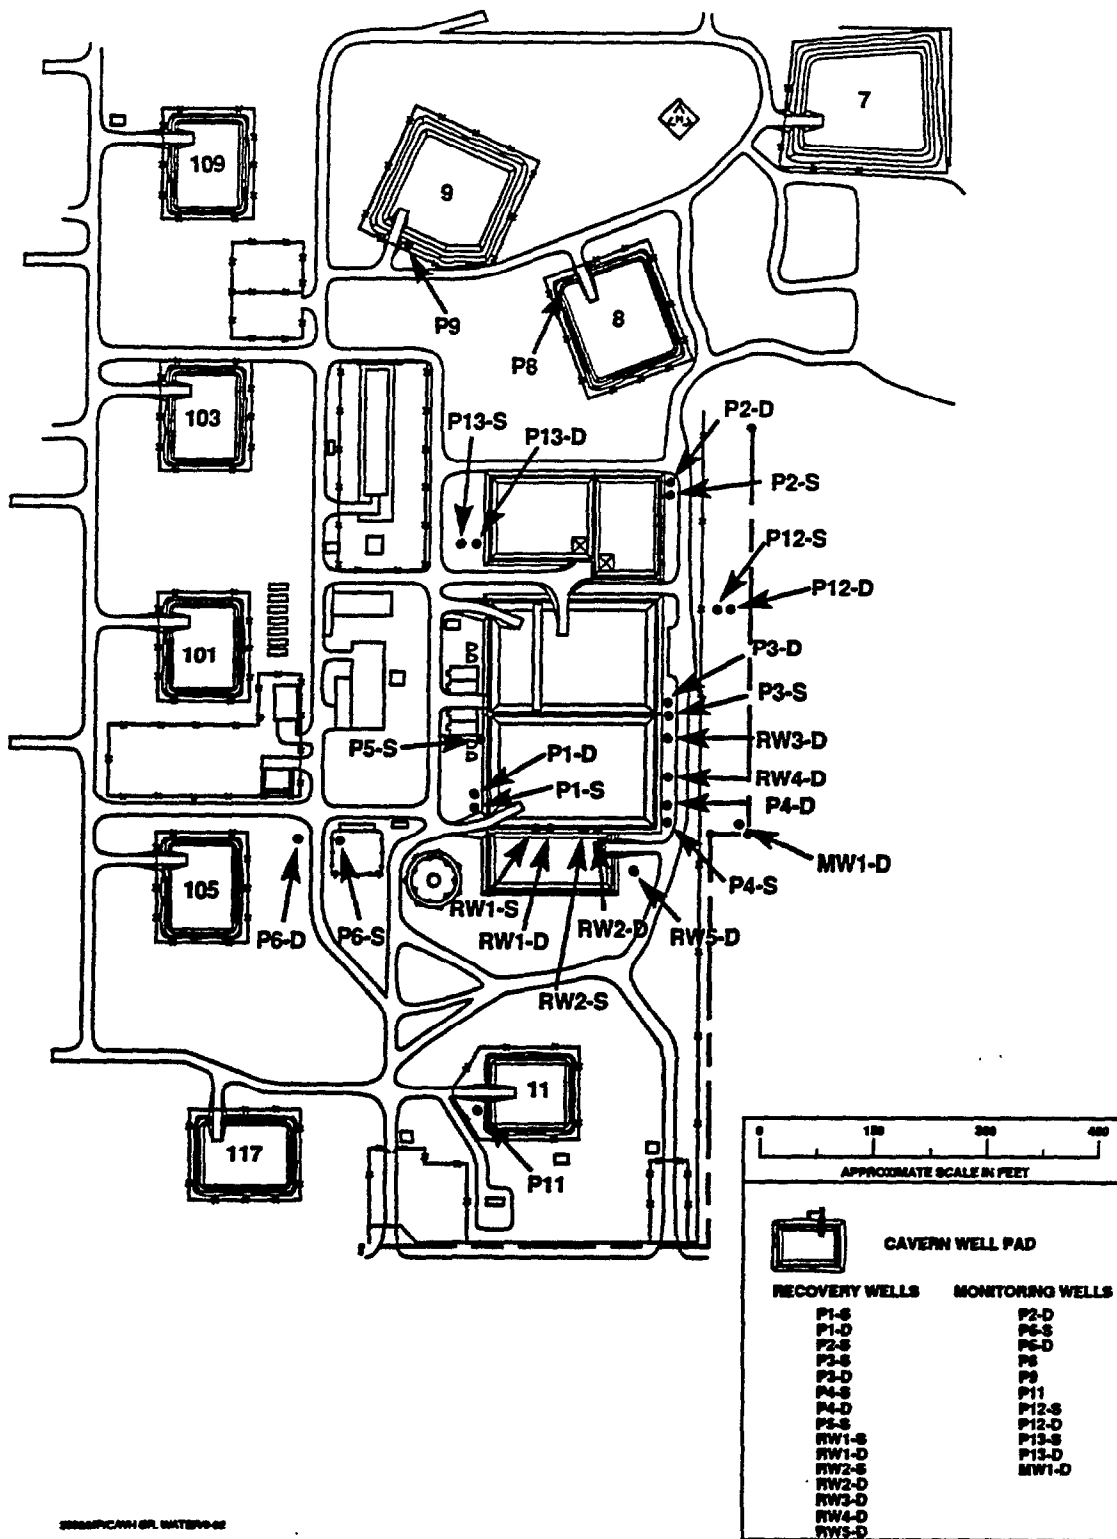 7
109
9
P9
8
P8
103
P13-S
P13-D
P2-D
P2-S
P12-S
P12-D
101
P3-D
P3-S
P5-S
RW3-D
P1-D
RW4-D
P1-S
P4-D
MW1-D
105
P4-S
P6-D
P6-S
RW1-S
RW1-D
RW2-D
RW5-D
RW2-S
11
117
P11
0 150 300 450
APPROXIMATE SCALE IN FEET
CAVERN WELL PAD
RECOVERY WELLS MONITORING WELLS
P1-S P2-D
P1-D P6-S
P2-S P6-D
P3-S P8
P3-D P9
P4-S P11
P4-D P12-S
P5-S P12-D
RW1-S P13-S
RW1-D P13-D
RW2-S MW1-D
RW2-D
RW3-D
RW4-D
RW5-D